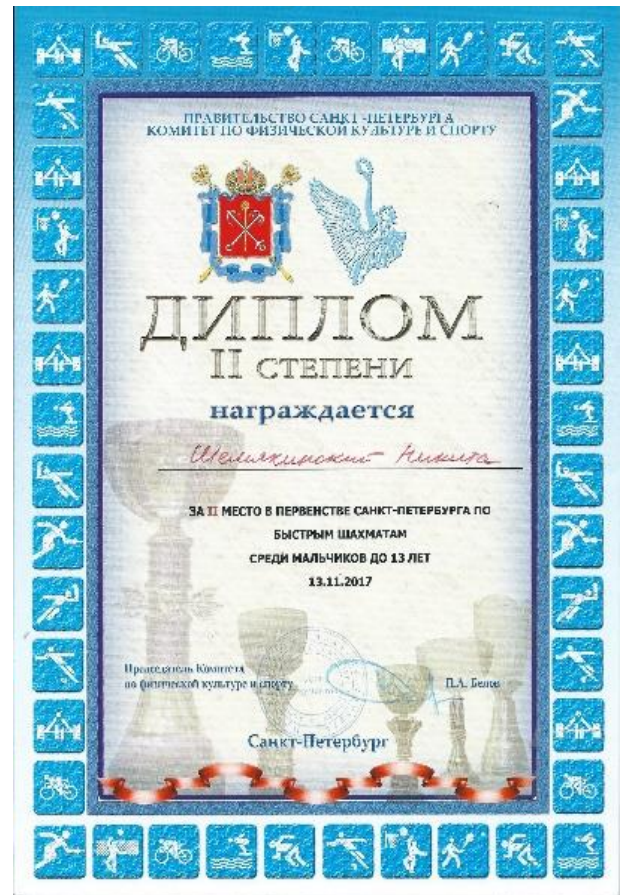 ПРАВИТЕЛЬСТВО САНКТ-ПЕТЕРБУРГА
КОМИТЕТ ПО ФИЗИЧЕСКОЙ КУЛЬТУРЕ И СПОРТУ
ДИПЛОМ
II СТЕПЕНИ
награждается
Никита
ЗА II МЕСТО В ПЕРВЕНСТВЕ САНКТ-ПЕТЕРБУРГА ПО
БЫСТРЫМ ШАХМАТАМ
СРЕДИ МАЛЬЧИКОВ ДО 13 ЛЕТ
13.11.2017
Председатель Комитета
по физической культуре и спорту
П.А. Белов
Санкт-Петербург